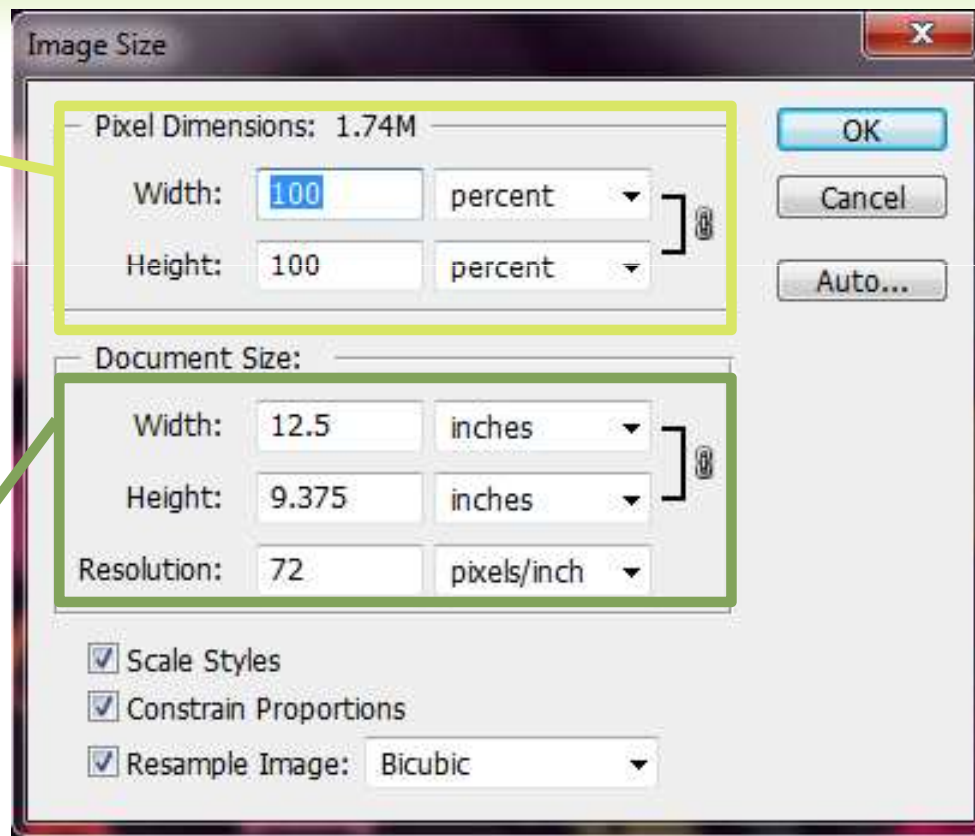 Image Size
Pixel Dimensions: 1.74M
Width: 100 percent
Height: 100 percent
Document Size:
Width: 12.5 inches
Height: 9.375 inches
Resolution: 72 pixels/inch
Scale Styles
Constrain Proportions
Resample Image: Bicubic
OK
Cancel
Auto...